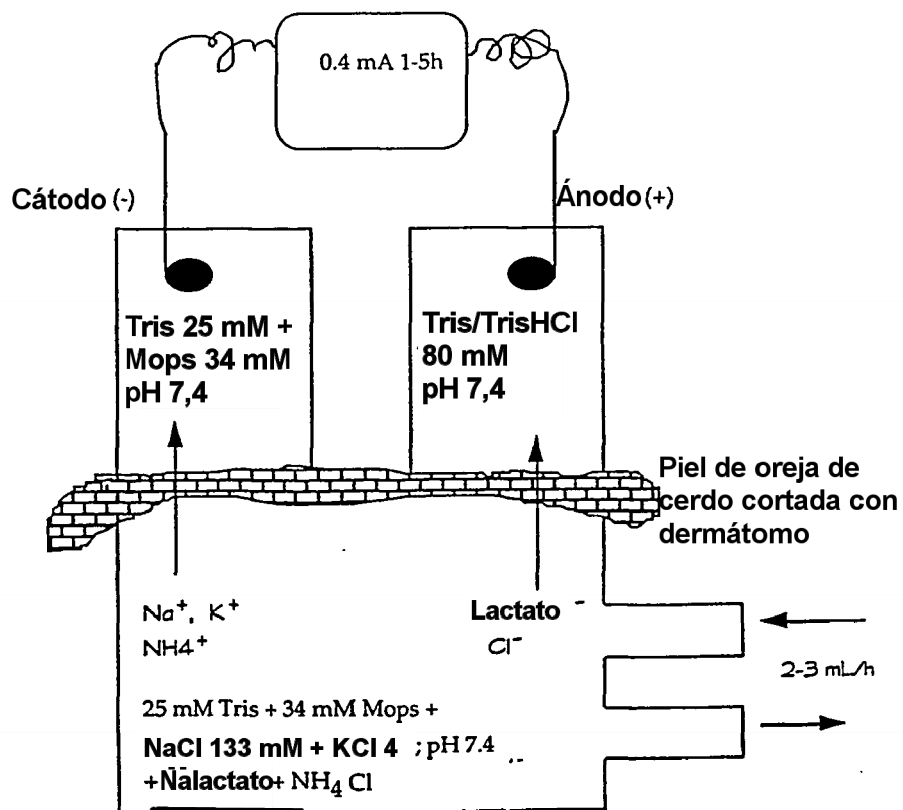 0.4 mA 1-5h
Cátodo (-)
Ánodo (+)
Tris 25 mM +
Mops 34 mM
pH 7,4
Tris/TrisHCl
80 mM
pH 7,4
Piel de oreja de
cerdo cortada con
dermátomo
Na⁺, K⁺
NH4⁺
Lactato ⁻
Cl⁻
2-3 mL/h
25 mM Tris + 34 mM Mops +
NaCl 133 mM + KCl 4 ; pH 7.4
+Nalactato+ NH₄ Cl